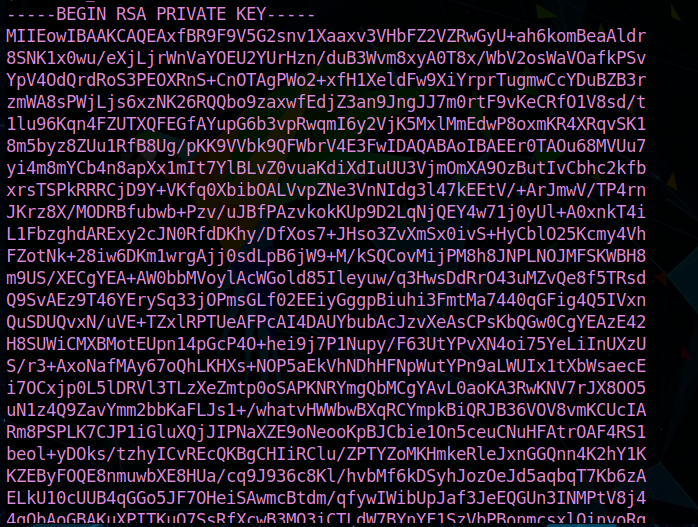 -----BEGIN RSA PRIVATE KEY-----
MIIEowIBAAKCAQEAxfBR9F9V5G2snv1Xaaxv3VHbFZ2VZRwGyU+ah6komBeaAldr
8SNK1x0wu/eXjLjrWnVaYOEU2YUrHzn/duB3Wvm8xyA0T8x/WbV2osWaVOafkPSv
YpV4OdQrdRoS3PEOXRnS+CnOTAgPWo2+xfH1XeldFw9XiYrprTugmwCcYDuBZB3r
zmWA8sPWjLjs6xzNK26RQQbo9zaxwfEdjZ3an9JngJJ7m0rtF9vKeCRfO1V8sd/t
1lu96Kqn4FZUTXQFEGfAYupG6b3vpRwqmI6y2VjK5MxlMmEdwP8oxmKR4XRqvSK1
8m5byz8ZUu1RfB8Ug/pKK9VVbk9QFWbrV4E3FwIDAQABAoIBAEEr0TAOu68MVUu7
yi4m8mYCb4n8apXx1mIt7YlBLvZ0vuaKdiXdIuUU3VjmOmXA9OzButIvCbhc2kfb
xrsTSPkRRRCjD9Y+VKfq0XbibOALVvpZNe3VnNIdg3l47kEEtV/+ArJmwV/TP4rn
JKrz8X/MODRBfubwb+Pzv/uJBfPAzvkokKUp9D2LqNjQEY4w71j0yUl+A0xnkT4i
L1FbzghdARExy2cJN0RfdDKhy/DfXos7+JHso3ZvXmSx0ivS+HyCblO25Kcmy4Vh
FZotNk+28iw6DKm1wrgAjj0sdLpB6jW9+M/kSQCovMijPM8h8JNPLNOJMFSKWBH8
m9US/XECgYEA+AW0bbMVoylAcWGold85Ileyuw/q3HwsDdRrO43uMZvQe8f5TRsd
Q9SvAEz9T46YErySq33jOPmsGLf02EEiyGggpBiuhi3FmtMa7440qGFig4Q5IVxn
QuSDUQvxN/uVE+TZxlRPTUeAFPcAI4DAUYbubAcJzvXeAsCPsKbQGw0CgYEAzE42
H8SUWiCMXBMotEUpn14pGcP4O+hei9j7P1Nupy/F63UtYPvXN4oi75YeLiInUXzU
S/r3+AxoNafMAy67oQhLKHXs+NOP5aEkVhNDhHFNpWutYPn9aLWUIx1tXbWsaecE
i7OCxjp0L5lDRVl3TLzXeZmtp0oSAPKNRYmgQbMCgYAvL0aoKA3RwKNV7rJX8OO5
uN1z4Q9ZavYmm2bbKaFLJs1+/whatvHWWbwBXqRCYmpkBiQRJB36VOV8vmKCUcIA
Rm8PSPLK7CJP1iGluXQjJIPNaXZE9oNeooKpBJCbie1On5ceuCNuHFAtrOAF4RS1
beol+yDOks/tzhyICvREcQKBgCHIiRClu/ZPTYZoMKHmkeRleJxnGGQnn4K2hY1K
KZEByFOQE8nmuwbXE8HUa/cq9J936c8Kl/hvbMf6kDSyhJozOeJd5aqbqT7Kb6zA
ELkU10cUUB4qGGo5JF7OHeiSAwmcBtdm/qfywIWibUpJaf3JeEQGUn3INMPtV8j4